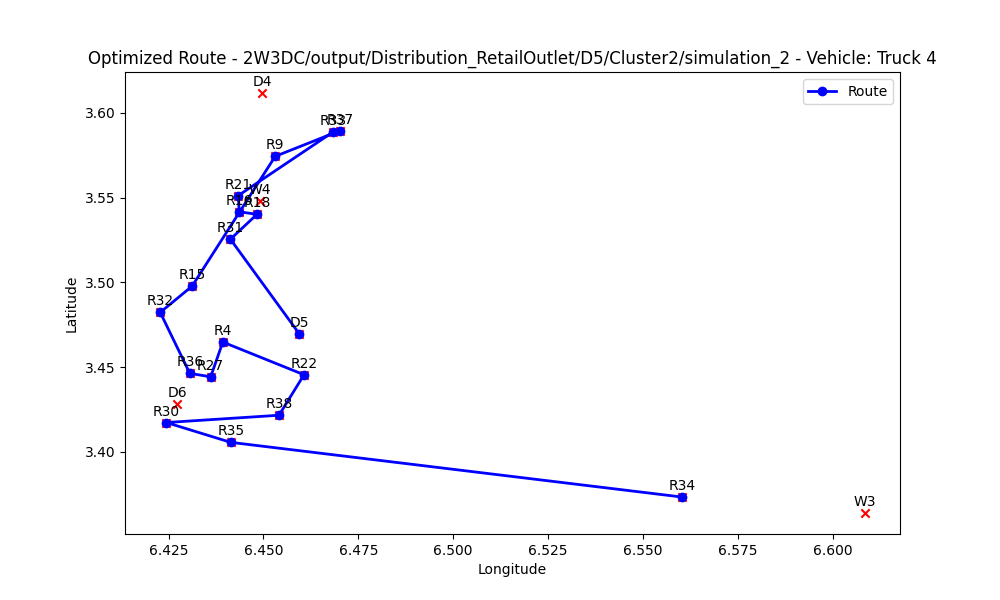 Optimized Route - 2W3DC/output/Distribution_RetailOutlet/D5/Cluster2/simulation_2 - Vehicle: Truck 4
Route
D4
R33
R37
R9
R21
W4
R18
R31
R15
R32
D5
R4
R36
R27
R22
D6
R30
R38
R35
R34
W3
3.60
3.55
3.50
3.45
3.40
Latitude
6.425
6.450
6.475
6.500
6.525
6.550
6.575
6.600
Longitude